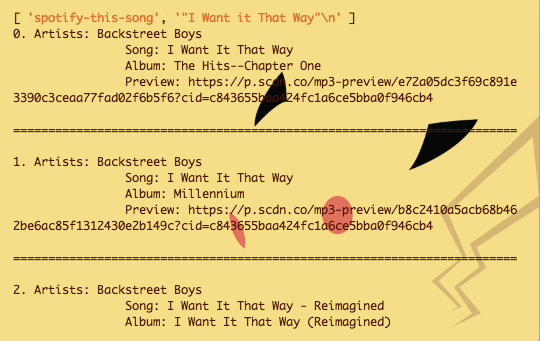 [ 'spotify-this-song', '"I Want it That Way"\n' ]
0. Artists: Backstreet Boys
Song: I Want It That Way
Album: The Hits--Chapter One
Preview: https://p.scdn.co/mp3-preview/e72a05dc3f69c891e
3390c3ceaa77fad02f6b5f6?cid=c843655baa424fc1a6ce5bba0f946cb4
========================================================================
1. Artists: Backstreet Boys
Song: I Want It That Way
Album: Millennium
Preview: https://p.scdn.co/mp3-preview/b8c2410a5acb68b46
2be6ac85f1312430e2b149c?cid=c843655baa424fc1a6ce5bba0f946cb4
========================================================================
2. Artists: Backstreet Boys
Song: I Want It That Way - Reimagined
Album: I Want It That Way (Reimagined)